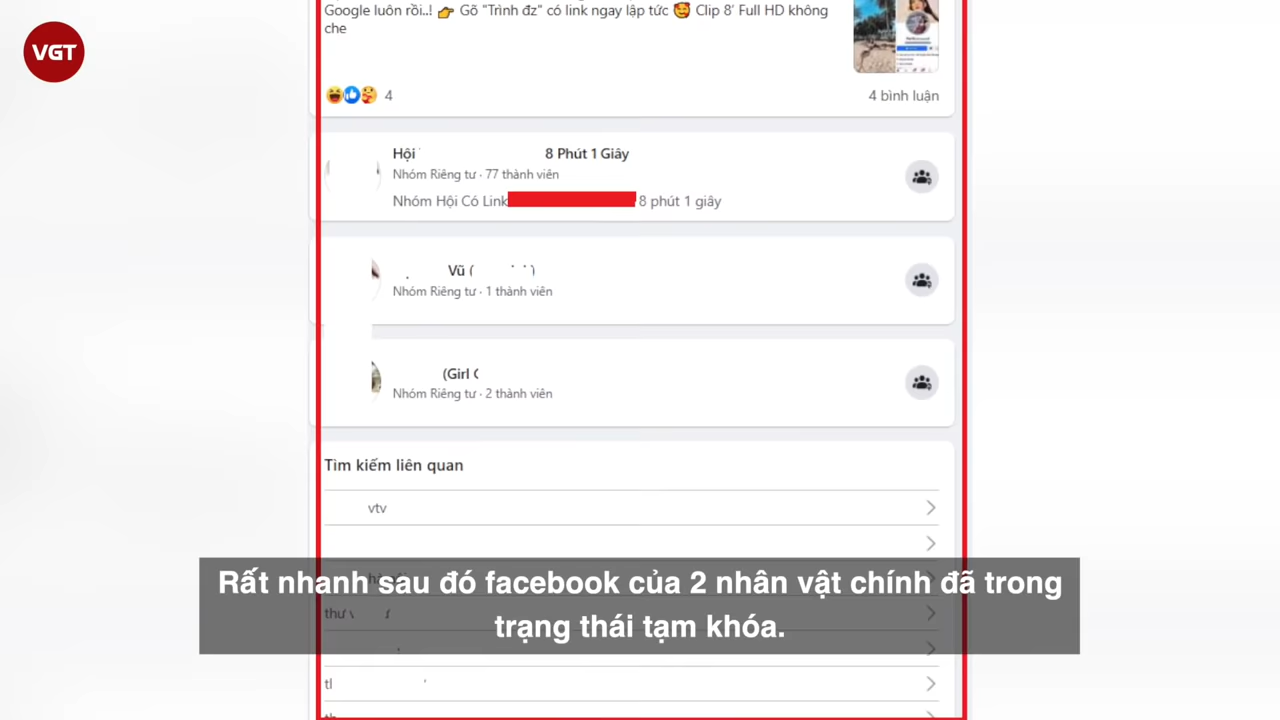 VGT
Google luôn rồi..! 👉 Gõ "Trình đz" có link ngay lập tức 🥰 Clip 8' Full HD không
che
4
4 bình luận
Hội 8 Phút 1 Giây
Nhóm Riêng tư · 77 thành viên
Nhóm Hội Có Link 8 phút 1 giây
Vũ (
Nhóm Riêng tư · 1 thành viên
(Girl
Nhóm Riêng tư · 2 thành viên
Tìm kiếm liên quan
vtv
Rất nhanh sau đó facebook của 2 nhân vật chính đã trong
trạng thái tạm khóa.
thư